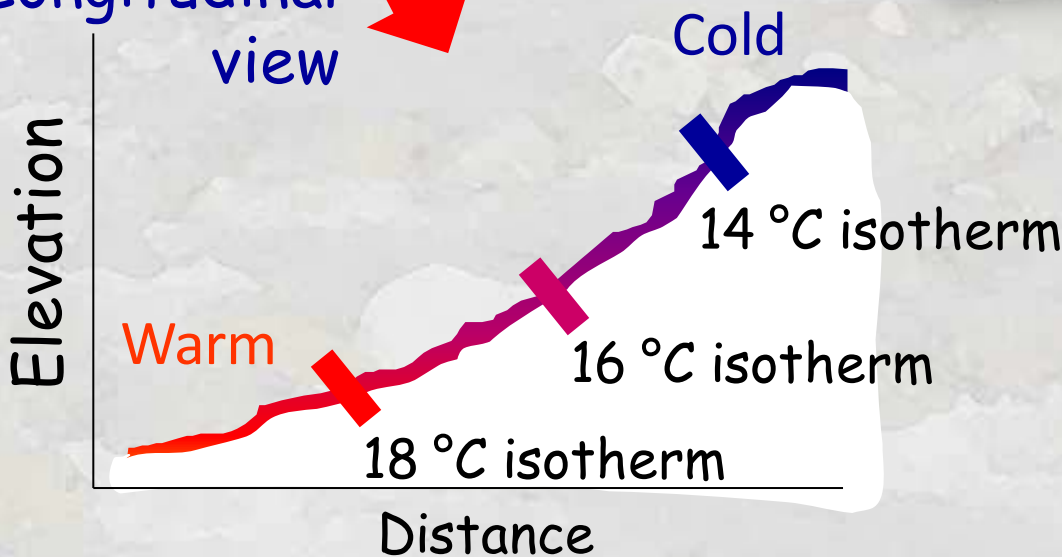 view
Cold
Elevation
14 °C isotherm
Warm
16 °C isotherm
18 °C isotherm
Distance